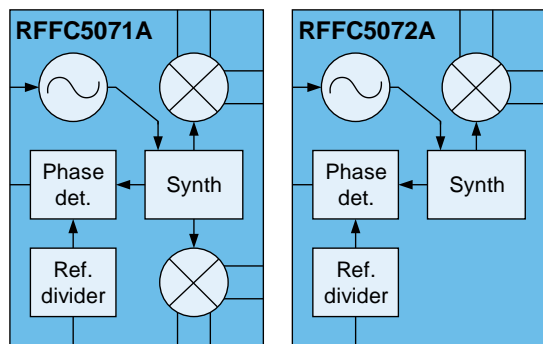 RFFC5071A
Phase
det.
Synth
Ref.
divider
RFFC5072A
Phase
det.
Synth
Ref.
divider